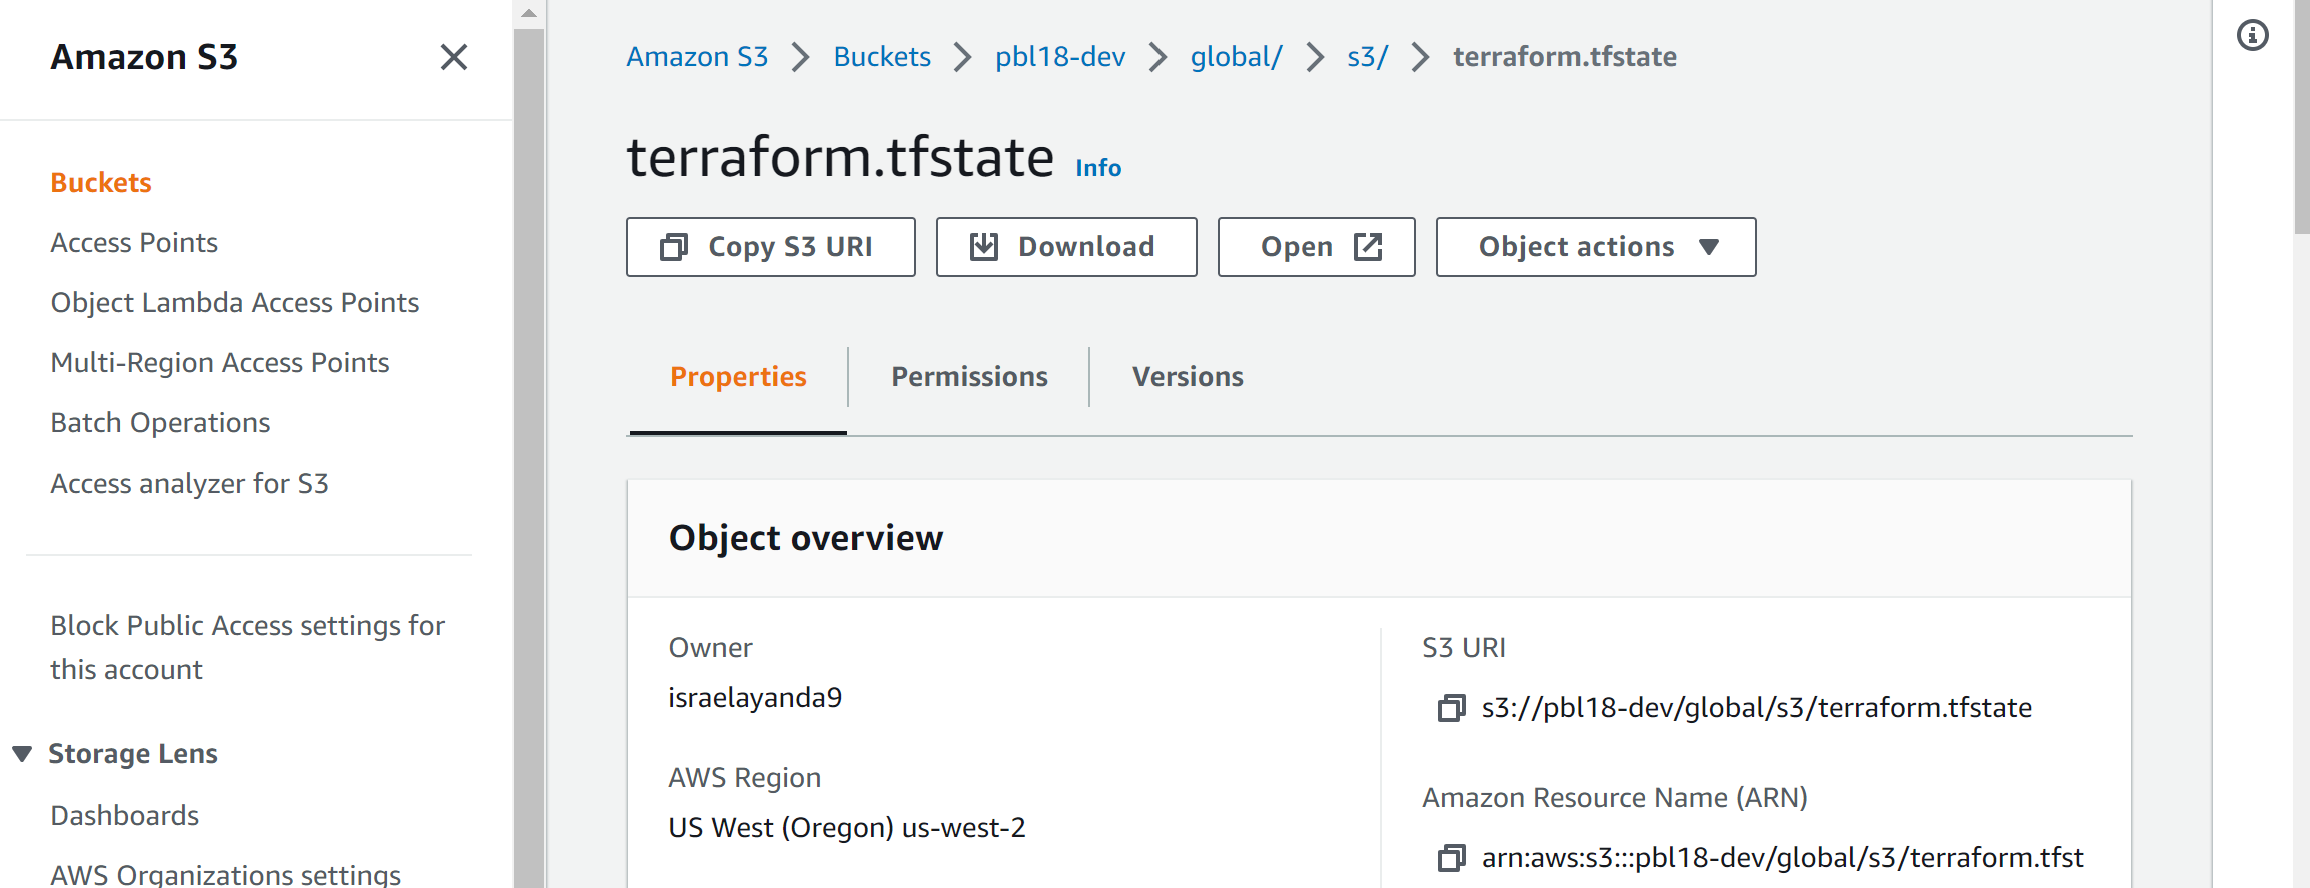 Amazon S3
Buckets
Access Points
Object Lambda Access Points
Multi-Region Access Points
Batch Operations
Access analyzer for S3
Block Public Access settings for
this account
Storage Lens
Dashboards
AWS Organizations settings
Amazon S3 Buckets pbl18-dev global/ s3/ terraform.tfstate
terraform.tfstate Info
Copy S3 URI Download Open Object actions
Properties Permissions Versions
Object overview
Owner
israelayanda9
AWS Region
US West (Oregon) us-west-2
S3 URI
s3://pbl18-dev/global/s3/terraform.tfstate
Amazon Resource Name (ARN)
arn:aws:s3:::pbl18-dev/global/s3/terraform.tfst